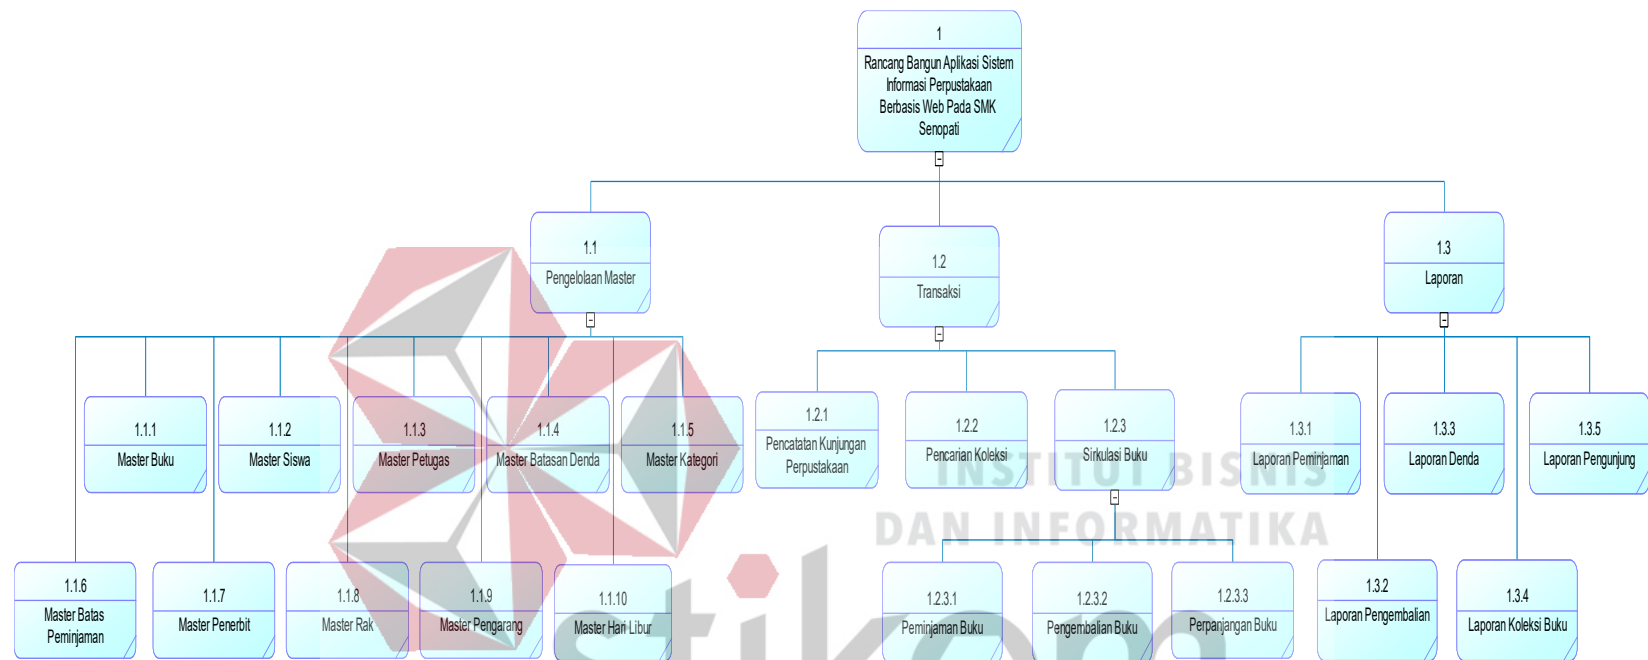 1
Rancang Bangun Aplikasi Sistem
Informasi Perpustakaan
Berbasis Web Pada SMK
Senopati
1.1
Pengelolaan Master
1.2
Transaksi
1.3
Laporan
1.1.1
Master Buku
1.1.2
Master Siswa
1.1.3
Master Petugas
1.1.4
Master Batasan Denda
1.1.5
Master Kategori
1.2.1
Pencatatan Kunjungan
Perpustakaan
1.2.2
Pencarian Koleksi
1.2.3
Sirkulasi Buku
1.3.1
Laporan Peminjaman
1.3.3
Laporan Denda
1.3.5
Laporan Pengunjung
INSTITUT BISNIS
DAN INFORMATIKA
1.1.6
Master Batas
Peminjaman
1.1.7
Master Penerbit
1.1.8
Master Rak
1.1.9
Master Pengarang
1.1.10
Master Hari Libur
1.2.3.1
Peminjaman Buku
1.2.3.2
Pengembalian Buku
1.2.3.3
Perpanjangan Buku
1.3.2
Laporan Pengembalian
1.3.4
Laporan Koleksi Buku
stikom